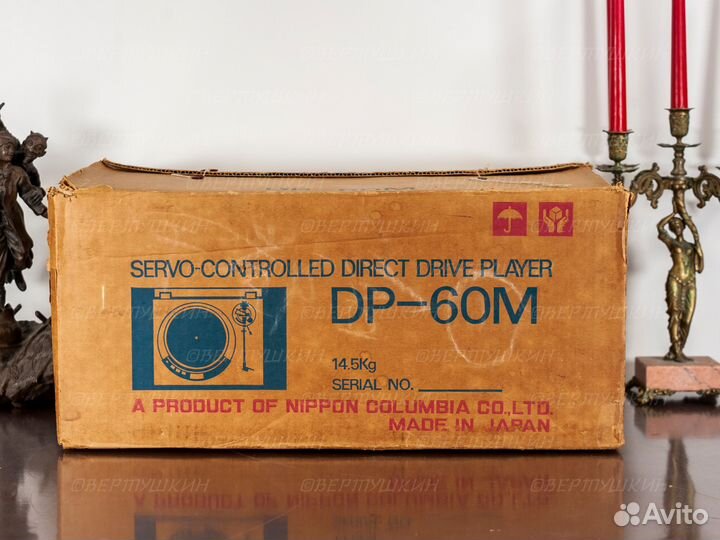 SERVO-CONTROLLED DIRECT DRIVE PLAYER
DP-60M
14.5Kg
SERIAL NO.
A PRODUCT OF NIPPON COLUMBIA CO.,LTD.
MADE IN JAPAN
©ВЕРТУШКИН
Avito